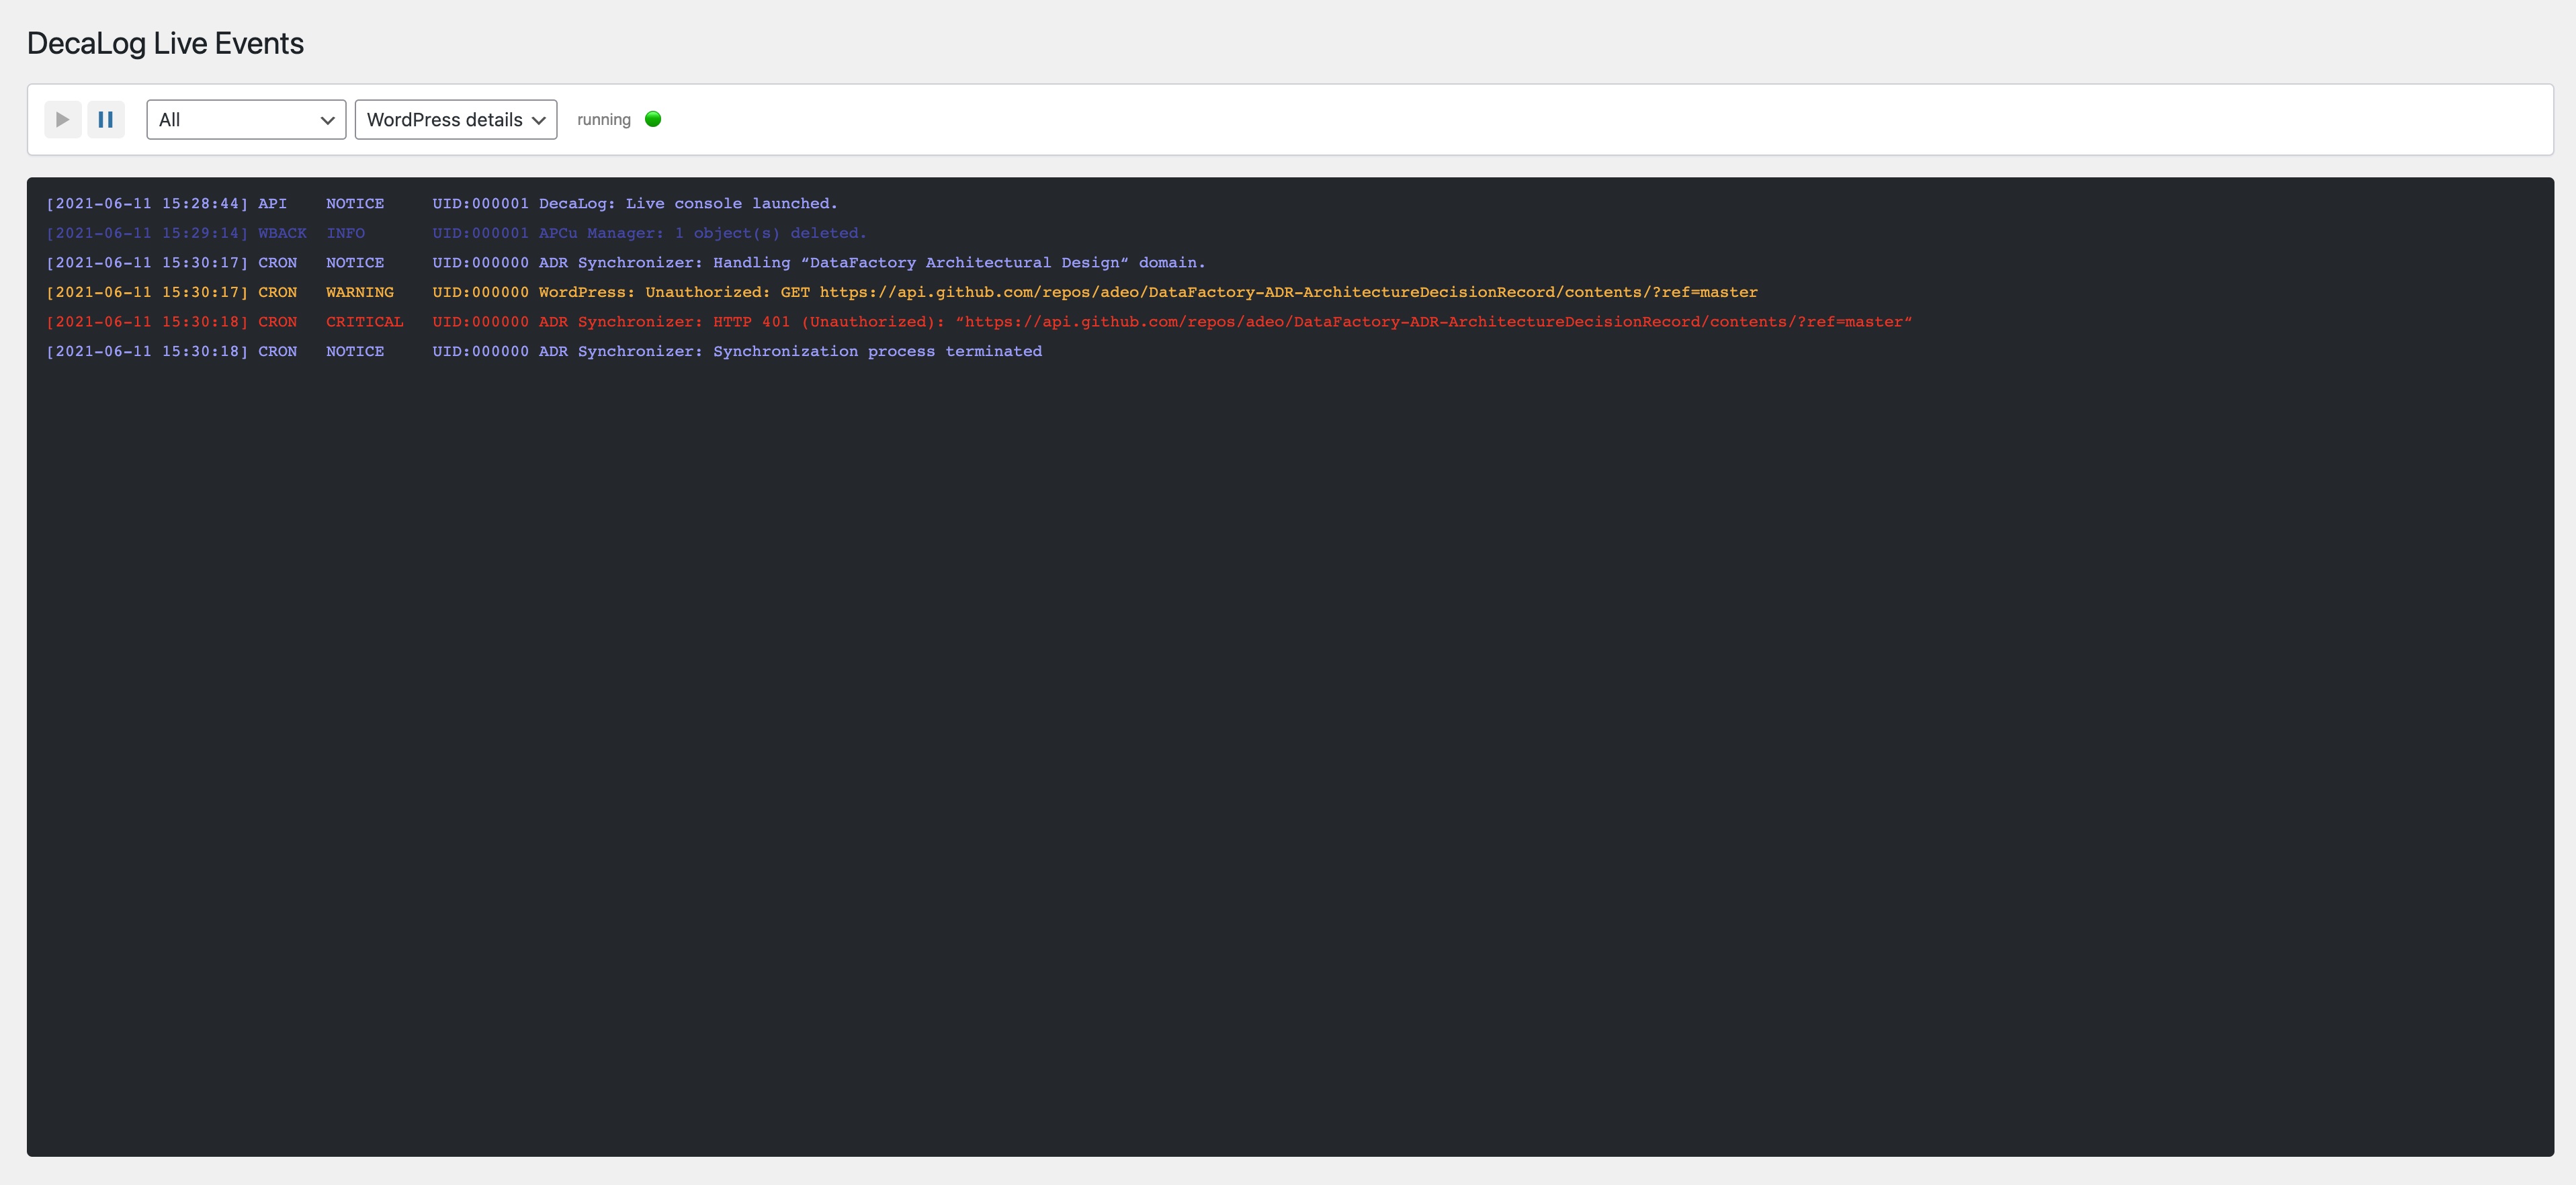 DecaLog Live Events
All WordPress details running
[2021-06-11 15:28:44] API NOTICE UID:000001 DecaLog: Live console launched.
[2021-06-11 15:29:14] WBACK INFO UID:000001 APCu Manager: 1 object(s) deleted.
[2021-06-11 15:30:17] CRON NOTICE UID:000000 ADR Synchronizer: Handling “DataFactory Architectural Design“ domain.
[2021-06-11 15:30:17] CRON WARNING UID:000000 WordPress: Unauthorized: GET https://api.github.com/repos/adeo/DataFactory-ADR-ArchitectureDecisionRecord/contents/?ref=master
[2021-06-11 15:30:18] CRON CRITICAL UID:000000 ADR Synchronizer: HTTP 401 (Unauthorized): “https://api.github.com/repos/adeo/DataFactory-ADR-ArchitectureDecisionRecord/contents/?ref=master“
[2021-06-11 15:30:18] CRON NOTICE UID:000000 ADR Synchronizer: Synchronization process terminated